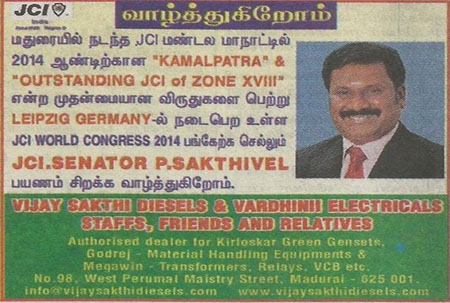 JCI
India
வாழ்த்துகிறோம்
மதுரையில் நடந்த JCI மண்டல மாநாட்டில்
2014 ஆண்டிற்கான "KAMALPATRA" &
"OUTSTANDING JCI of ZONE XVIII"
என்ற முதன்மையான விருதுகளை பெற்று
LEIPZIG GERMANY-ல் நடைபெற உள்ள
JCI WORLD CONGRESS 2014 பங்கேற்க செல்லும்
JCI.SENATOR P.SAKTHIVEL
பயணம் சிறக்க வாழ்த்துகிறோம்.
VIJAY SAKTHI DIESELS & VARDHINII ELECTRICALS
STAFFS, FRIENDS AND RELATIVES
Authorised dealer for Kirloskar Green Gensets,
Godrej - Material Handling Equipments &
Megawin - Transformers, Relays, VCB etc.
No.98, West Perumal Maistry Street, Madurai - 625 001.
info@vijaysakthidiesels.com www.vijaysakthidiesels.com